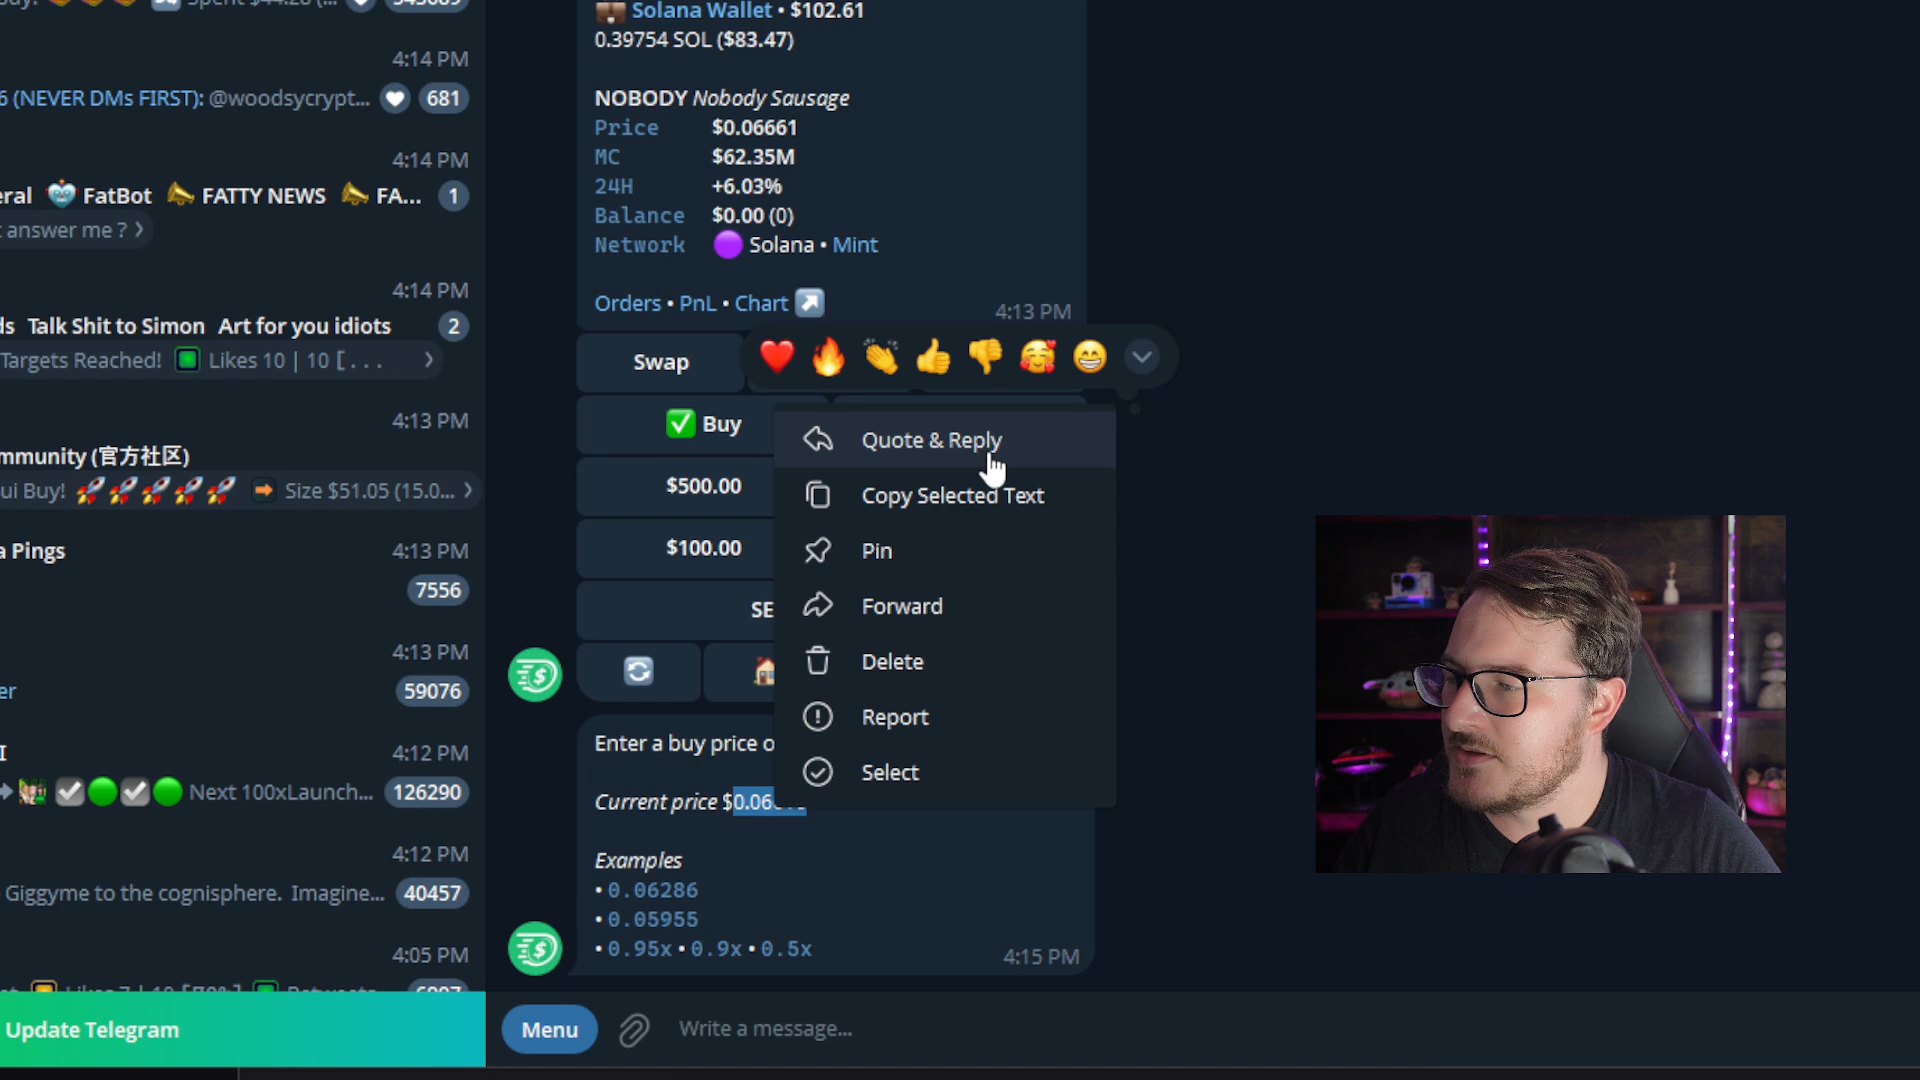 4:14 PM
6 (NEVER DMs FIRST): @woodsycrypt... 681
4:14 PM
eral FatBot FATTY NEWS FA... 1
answer me ?
4:14 PM
ds Talk Shit to Simon Art for you idiots 2
Targets Reached! Likes 10 | 10 [ . . .
4:13 PM
mmunity (官方社区)
ui Buy! Size $51.05 (15.0...
a Pings 4:13 PM
7556
4:13 PM
er 59076
I 4:12 PM
Next 100xLaunch... 126290
4:12 PM
Giggyme to the cognisphere. Imagine... 40457
4:05 PM
Update Telegram
Solana Wallet • $102.61
0.39754 SOL ($83.47)
NOBODY Nobody Sausage
Price $0.06661
MC $62.35M
24H +6.03%
Balance $0.00 (0)
Network Solana • Mint
Orders • PnL • Chart
4:13 PM
Swap
Buy
$500.00
$100.00
SE
Quote & Reply
Copy Selected Text
Pin
Forward
Delete
Report
Select
Enter a buy price o
Current price $0.06
Examples
• 0.06286
• 0.05955
• 0.95x • 0.9x • 0.5x
4:15 PM
Menu
Write a message...